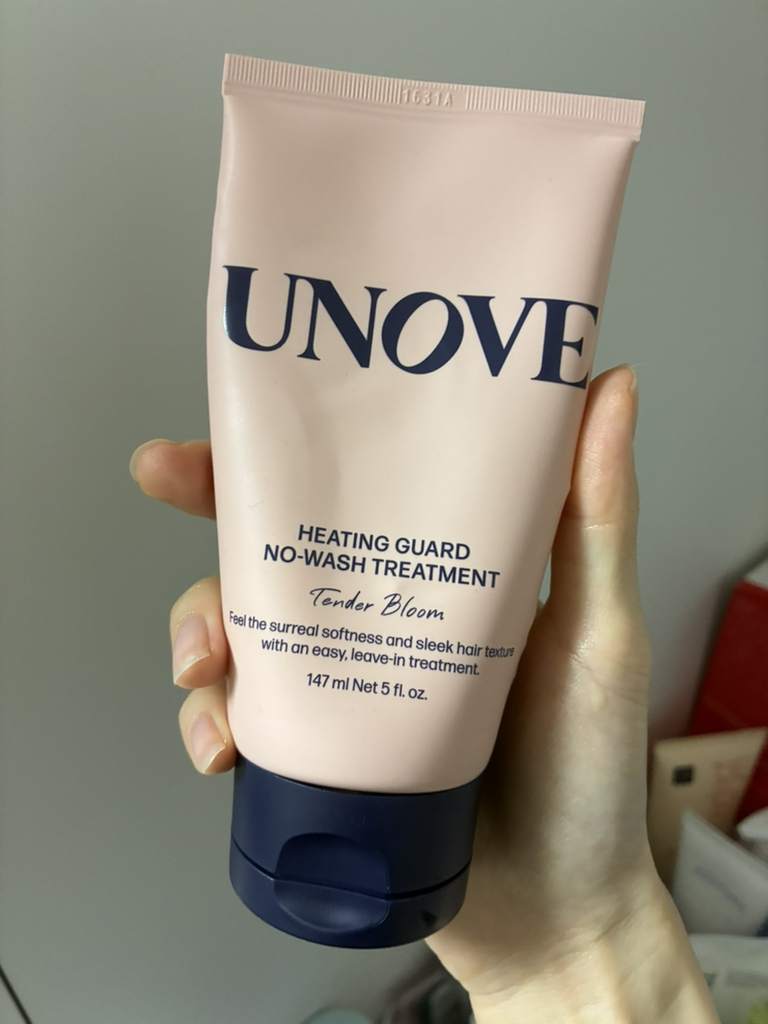 1631A
UNOVE
HEATING GUARD
NO-WASH TREATMENT
Tender Bloom
Feel the surreal softness and sleek hair texture
with an easy, leave-in treatment.
147 ml Net 5 fl. oz.